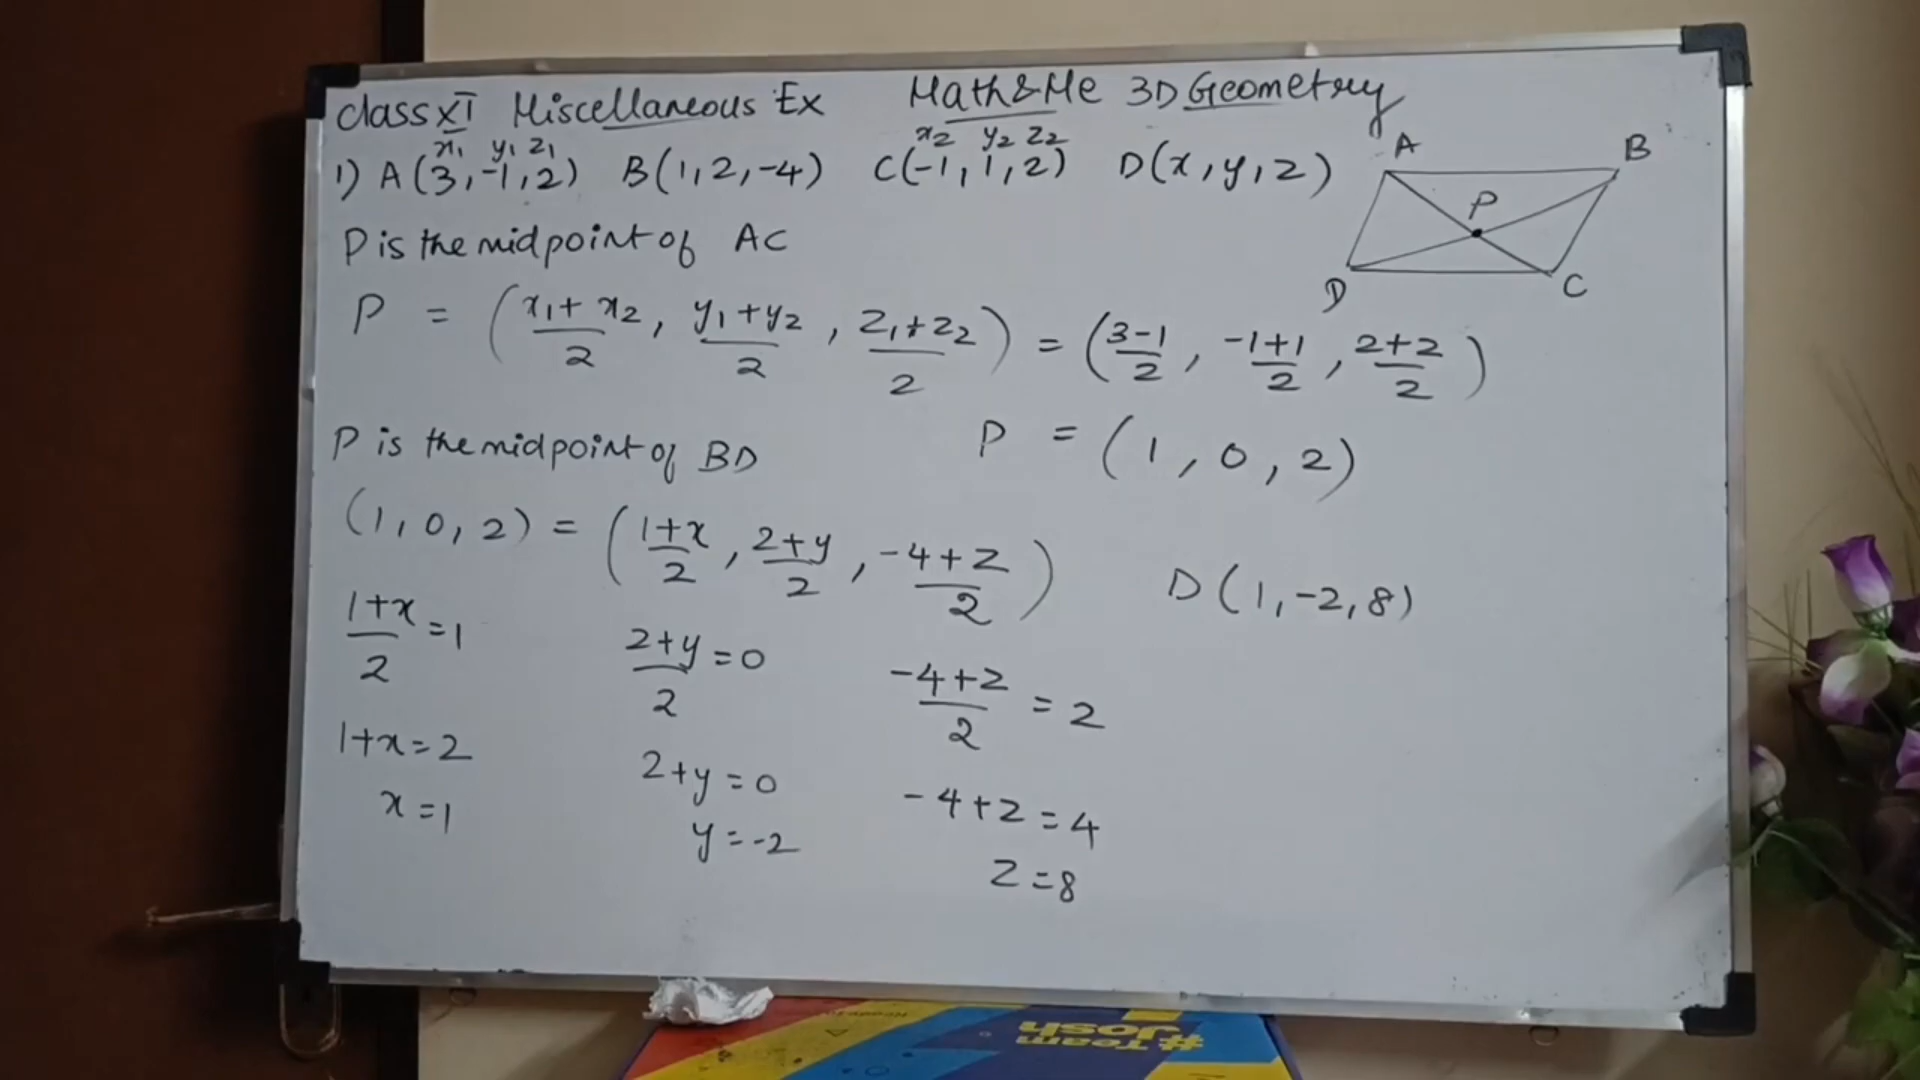 class XI Miscellaneous Ex Math&Me 3D Geometry
x₁ y₁ z₁ x₂ y₂ z₂
1) A(3,-1,2) B(1,2,-4) C(-1,1,2) D(x,y,z)
A B
P
D C
P is the midpoint of AC
P = (x₁+x₂/2, y₁+y₂/2, z₁+z₂/2) = (3-1/2, -1+1/2, 2+2/2)
P = (1,0,2)
P is the midpoint of BD
(1,0,2) = (1+x/2, 2+y/2, -4+z/2)
D(1,-2,8)
1+x/2=1 2+y/2=0 -4+z/2=2
1+x=2 2+y=0 -4+z=4
x=1 y=-2 z=8
#Team
Josh